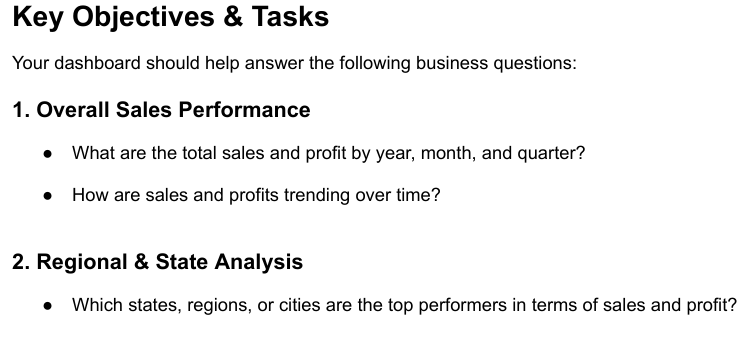 Key Objectives & Tasks
Your dashboard should help answer the following business questions:
1. Overall Sales Performance
● What are the total sales and profit by year, month, and quarter?
● How are sales and profits trending over time?
2. Regional & State Analysis
● Which states, regions, or cities are the top performers in terms of sales and profit?